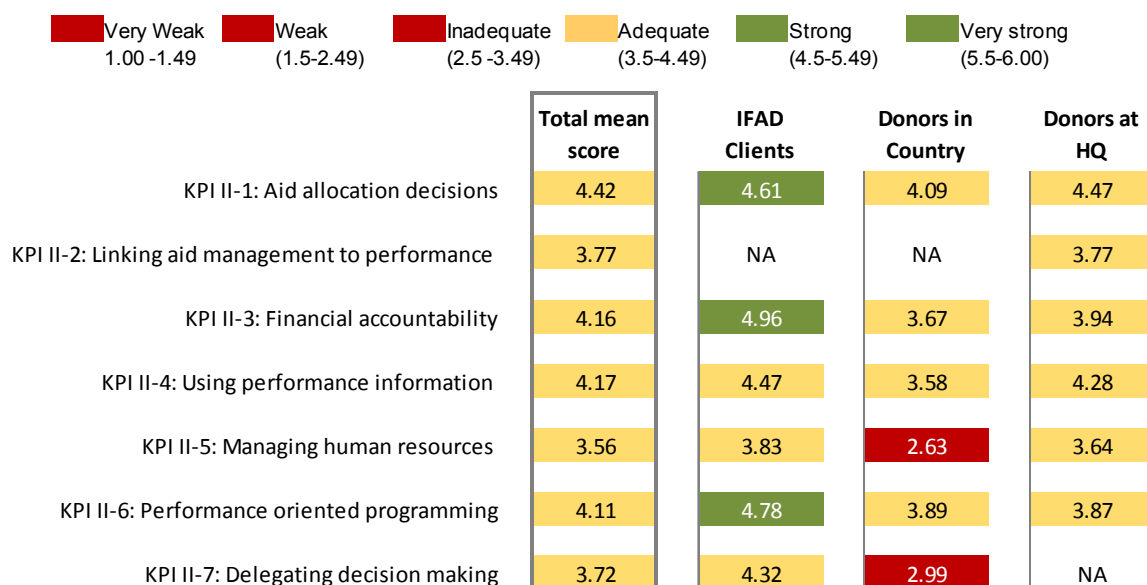 Very Weak Weak Inadequate Adequate Strong Very strong
1.00 -1.49 (1.5-2.49) (2.5 -3.49) (3.5-4.49) (4.5-5.49) (5.5-6.00)
Total mean IFAD Donors in Donors at
score Clients Country HQ
KPI II-1: Aid allocation decisions 4.42 4.61 4.09 4.47
KPI II-2: Linking aid management to performance 3.77 NA NA 3.77
KPI II-3: Financial accountability 4.16 4.96 3.67 3.94
KPI II-4: Using performance information 4.17 4.47 3.58 4.28
KPI II-5: Managing human resources 3.56 3.83 2.63 3.64
KPI II-6: Performance oriented programming 4.11 4.78 3.89 3.87
KPI II-7: Delegating decision making 3.72 4.32 2.99 NA